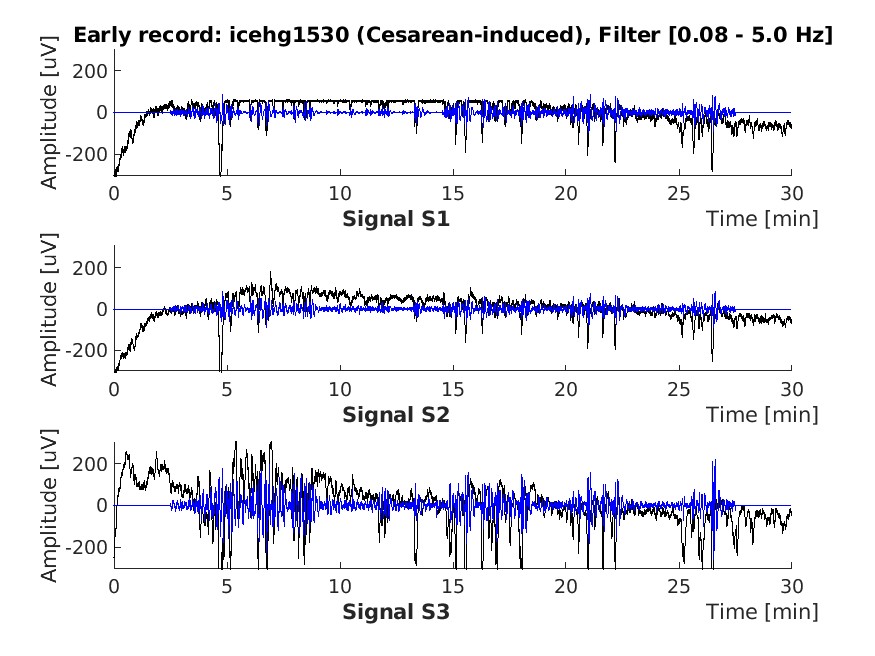 Early record: icehg1530 (Cesarean-induced), Filter [0.08 - 5.0 Hz]
Amplitude [uV]
200
0
-200
0 5 10 15 20 25 30
Signal S1 Time [min]
Amplitude [uV]
200
0
-200
0 5 10 15 20 25 30
Signal S2 Time [min]
Amplitude [uV]
200
0
-200
0 5 10 15 20 25 30
Signal S3 Time [min]